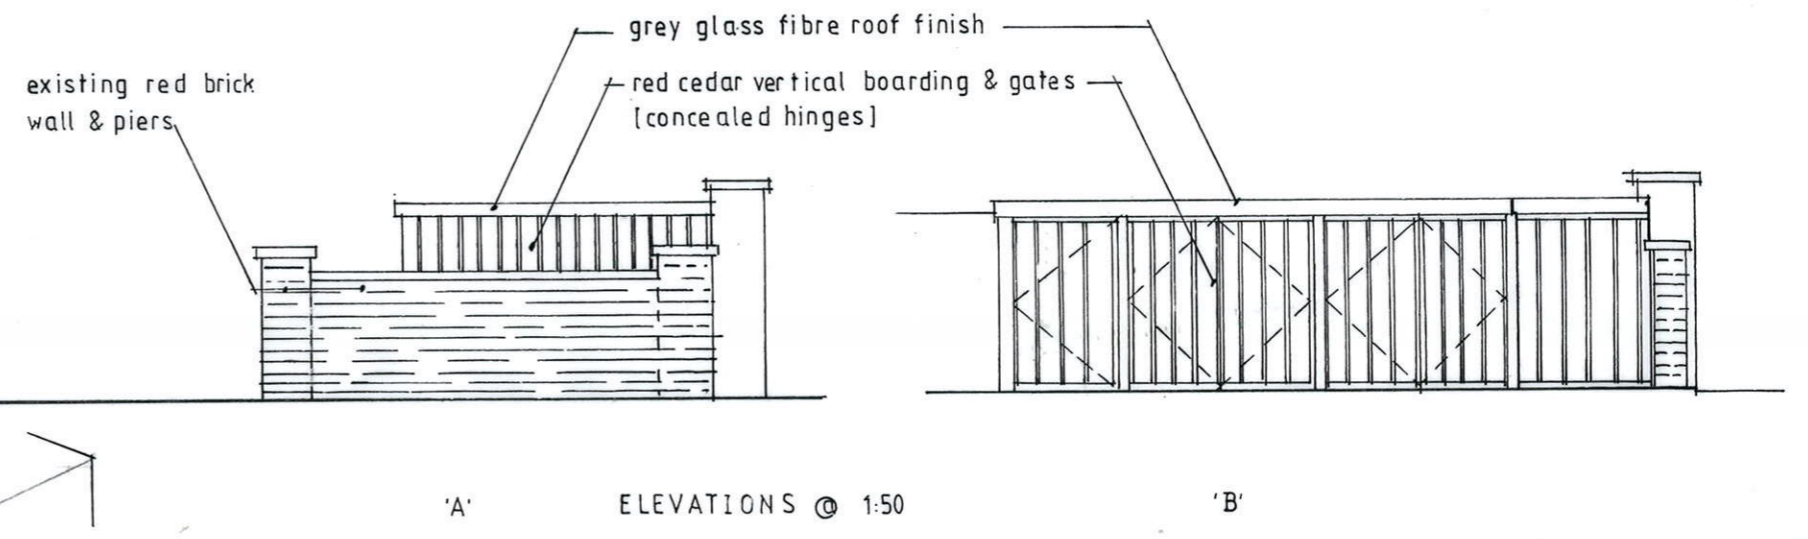 grey glass fibre roof finish
existing red brick
wall & piers
red cedar vertical boarding & gates
[concealed hinges]
'A'
ELEVATIONS @ 1:50
'B'